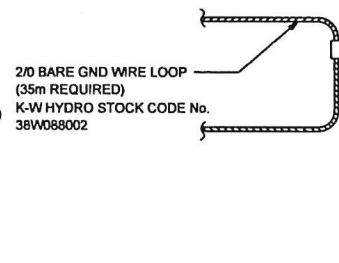 2/0 BARE GND WIRE LOOP
(35m REQUIRED)
K-W HYDRO STOCK CODE No.
38W088002